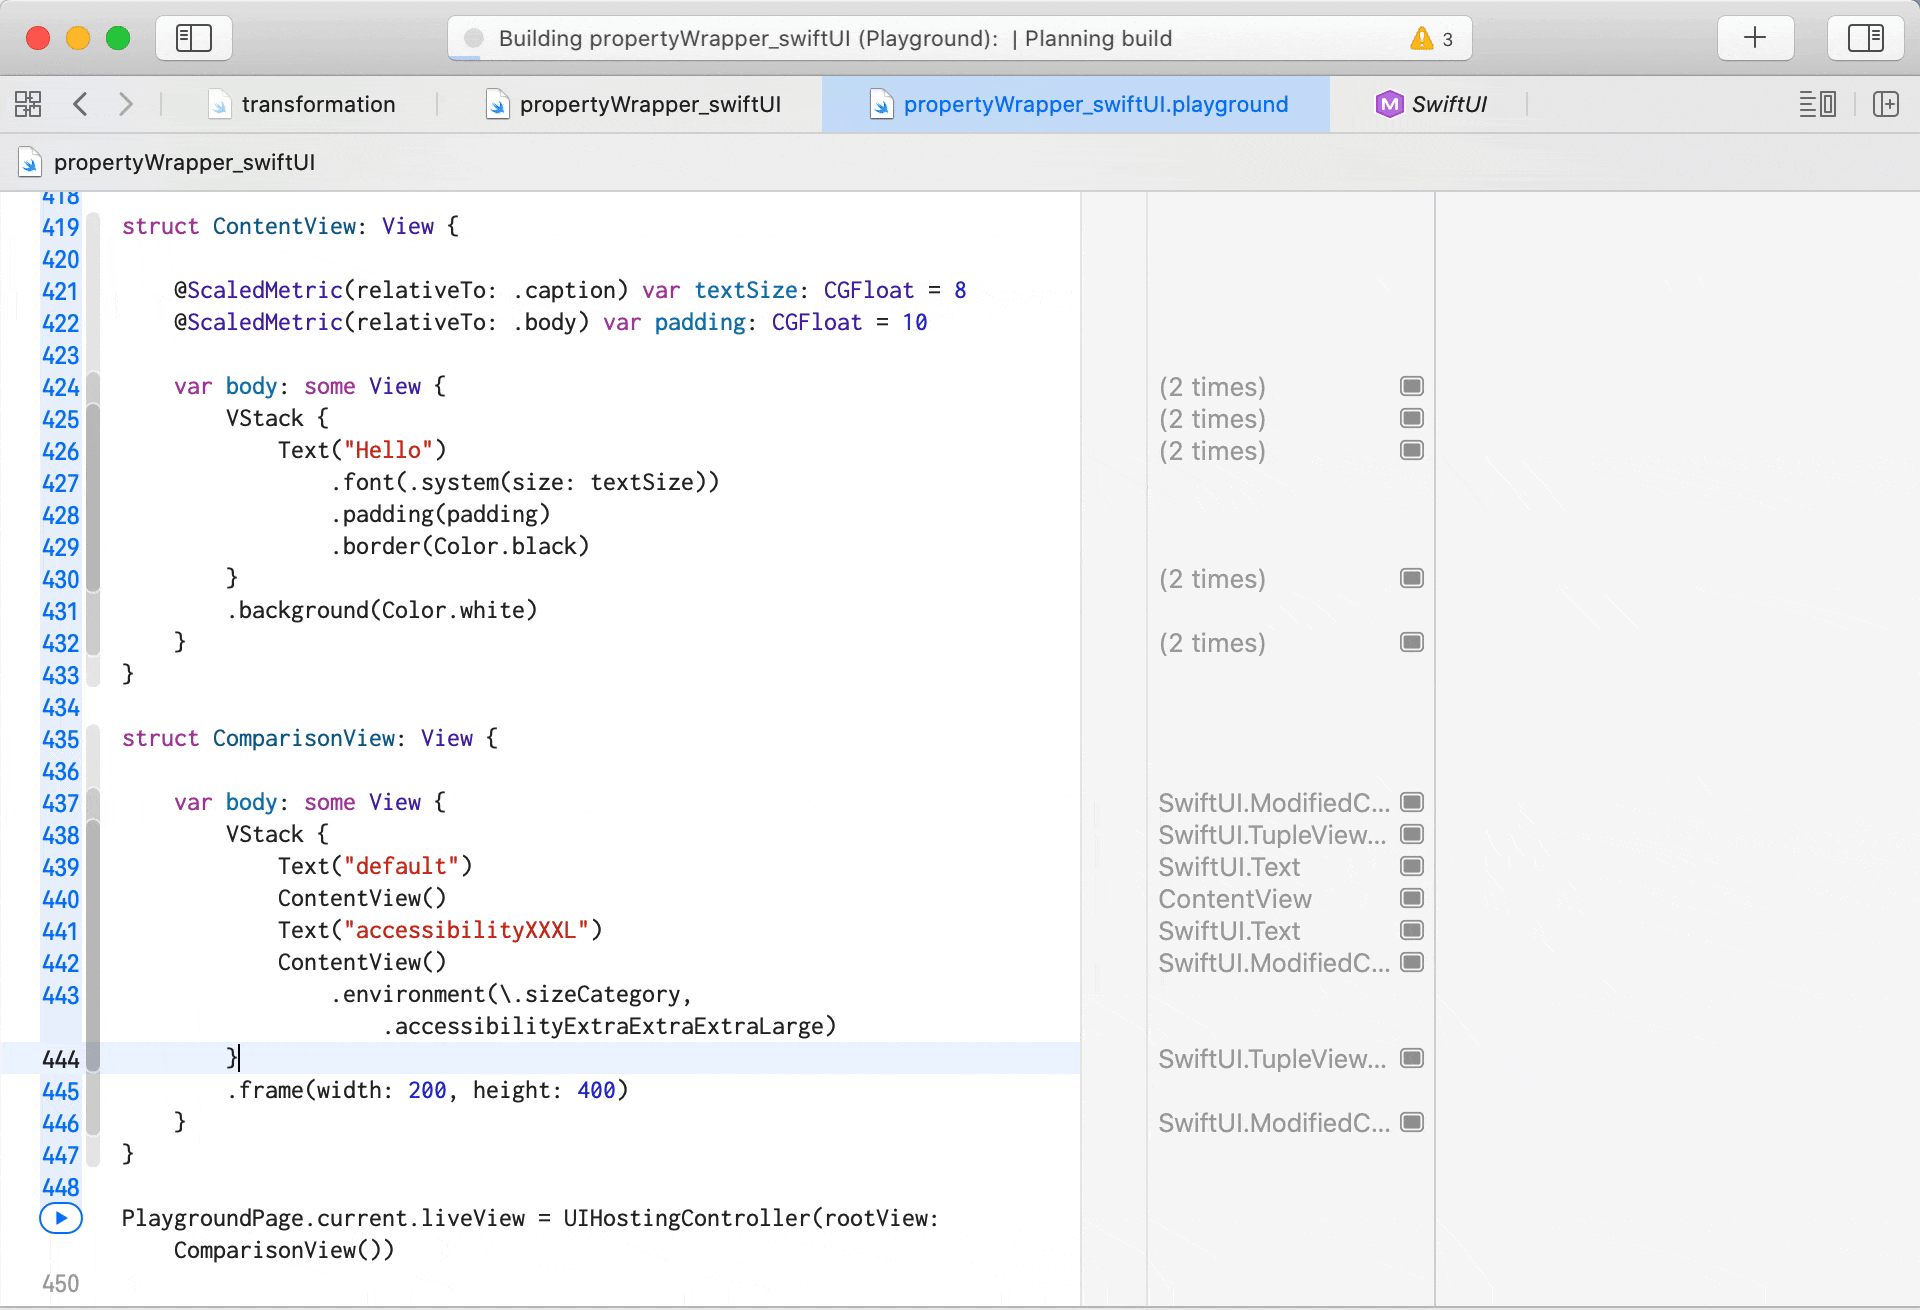 Building propertyWrapper_swiftUI (Playground): | Planning build
3
transformation
propertyWrapper_swiftUI
propertyWrapper_swiftUI.playground
M SwiftUI
propertyWrapper_swiftUI
418
419 struct ContentView: View {
420
421 @ScaledMetric(relativeTo: .caption) var textSize: CGFloat = 8
422 @ScaledMetric(relativeTo: .body) var padding: CGFloat = 10
423
424 var body: some View { (2 times)
425 VStack { (2 times)
426 Text("Hello") (2 times)
427 .font(.system(size: textSize))
428 .padding(padding)
429 .border(Color.black)
430 } (2 times)
431 .background(Color.white)
432 } (2 times)
433 }
434
435 struct ComparisonView: View {
436
437 var body: some View { SwiftUI.ModifiedC...
438 VStack { SwiftUI.TupleView...
439 Text("default") SwiftUI.Text
440 ContentView() ContentView
441 Text("accessibilityXXXL") SwiftUI.Text
442 ContentView() SwiftUI.ModifiedC...
443 .environment(\.sizeCategory,
.accessibilityExtraExtraExtraLarge)
444 } SwiftUI.TupleView...
445 .frame(width: 200, height: 400)
446 } SwiftUI.ModifiedC...
447 }
448
PlaygroundPage.current.liveView = UIHostingController(rootView:
ComparisonView())
450